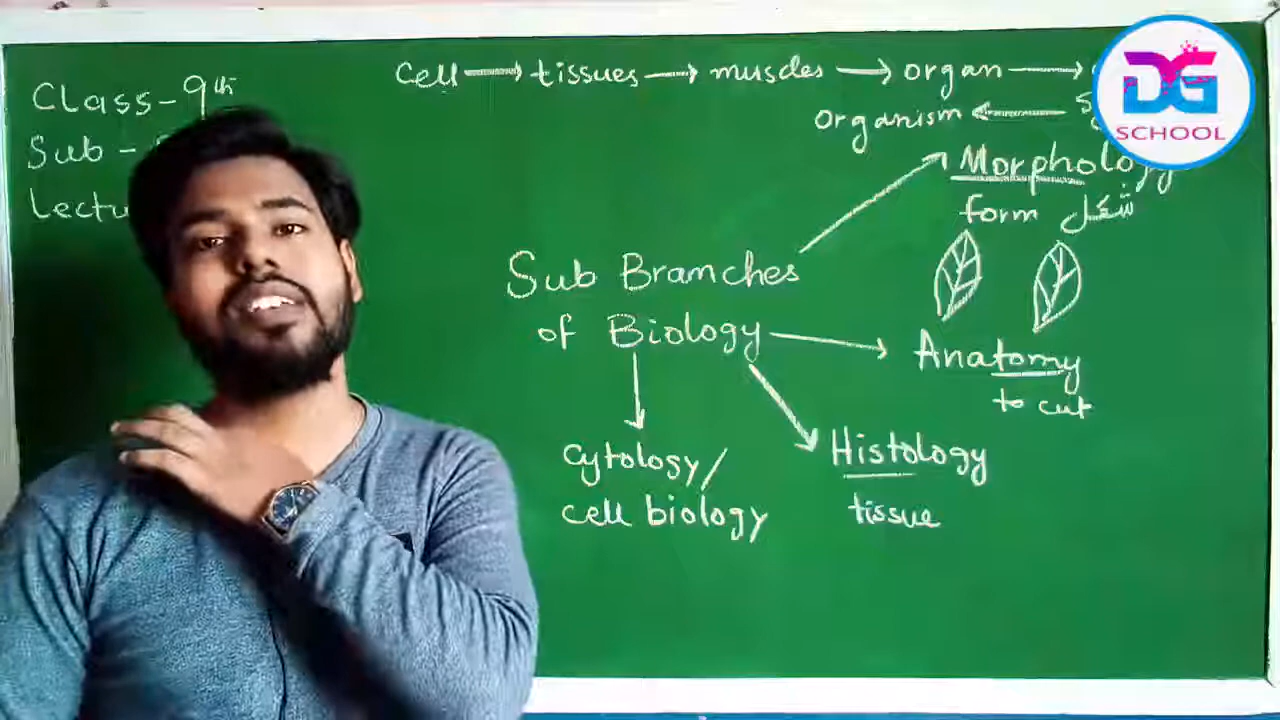 Class - 9th
Sub -
Cell → tissues → muscles → organ →
organism ←
DG
SCHOOL
Morphology
form شکل
Sub Branches
of Biology
Anatomy
to cut
Cytology/
cell biology
Histology
tissue